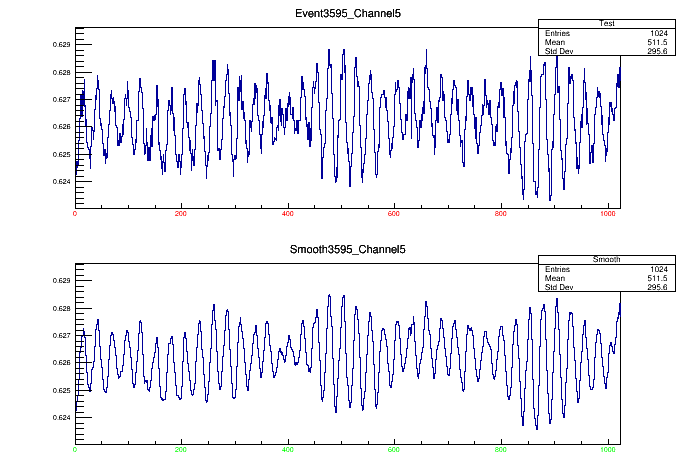 Event3595_Channel5
Test
Entries 1024
Mean 511.5
Std Dev 295.6
0.629
0.628
0.627
0.626
0.625
0.624
0 200 400 600 800 1000
Smooth3595_Channel5
Smooth
Entries 1024
Mean 511.5
Std Dev 295.6
0.629
0.628
0.627
0.626
0.625
0.624
0 200 400 600 800 1000